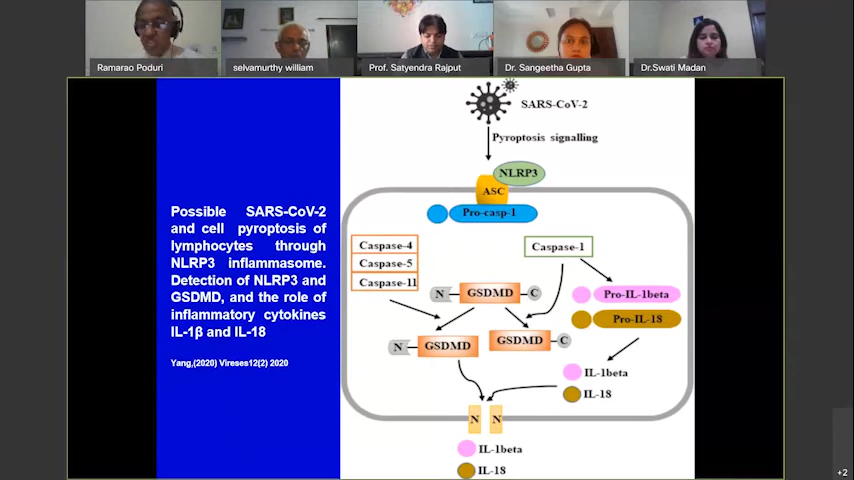 Ramarao Poduri
selvamurthy william
Prof. Satyendra Rajput
Dr. Sangeetha Gupta
Dr.Swati Madan
Possible SARS-CoV-2
and cell pyroptosis of
lymphocytes through
NLRP3 inflammasome.
Detection of NLRP3 and
GSDMD, and the role of
inflammatory cytokines
IL-1β and IL-18
Yang,(2020) Vireses12(2) 2020
SARS-CoV-2
Pyroptosis signalling
NLRP3
ASC
Pro-casp-1
Caspase-4
Caspase-5
Caspase-11
Caspase-1
N
GSDMD
C
Pro-IL-1beta
Pro-IL-18
N
GSDMD
GSDMD
C
IL-1beta
IL-18
N
N
IL-1beta
IL-18
+2